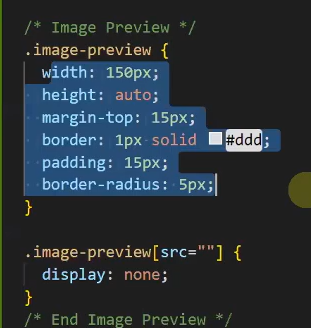 /* Image Preview */
.image-preview {
width: 150px;
height: auto;
margin-top: 15px;
border: 1px solid #ddd;
padding: 15px;
border-radius: 5px;
}
.image-preview[src=""] {
display: none;
}
/* End Image Preview */